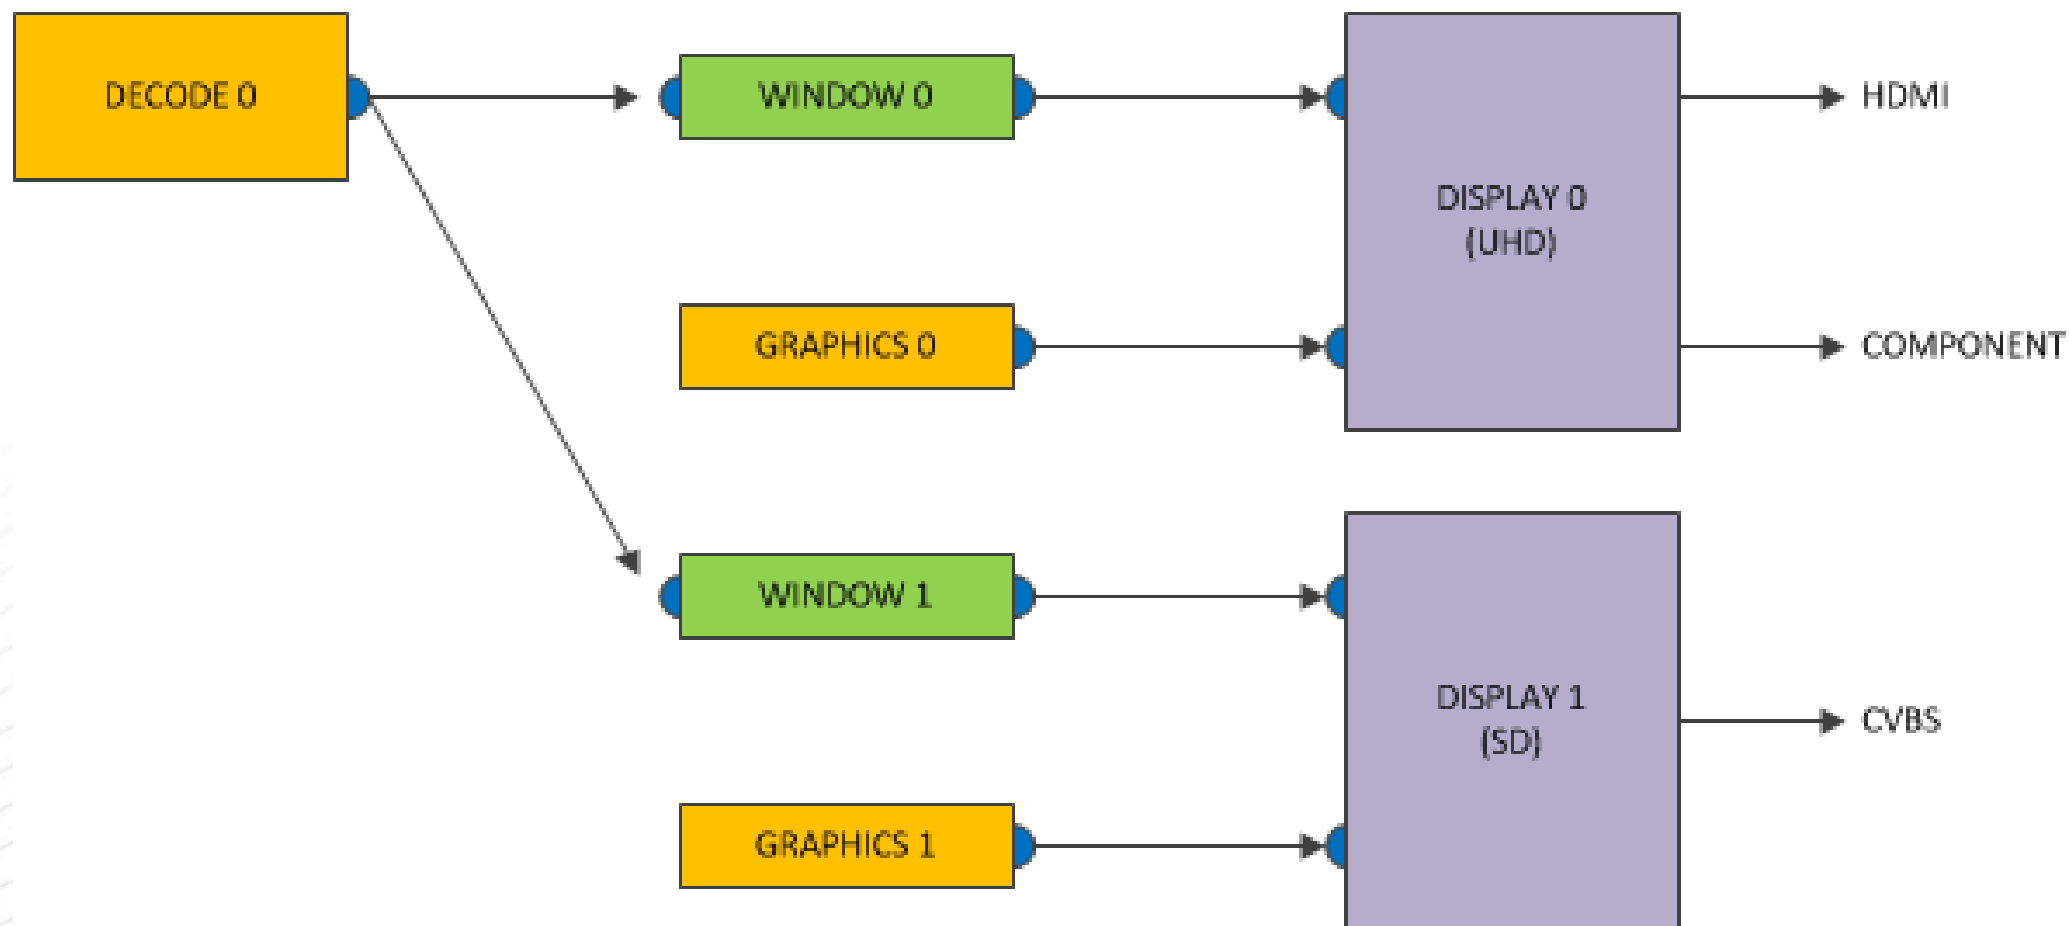 DECODE 0
WINDOW 0
HDMI
DISPLAY 0
(UHD)
GRAPHICS 0
COMPONENT
WINDOW 1
DISPLAY 1
(SD)
CVBS
GRAPHICS 1